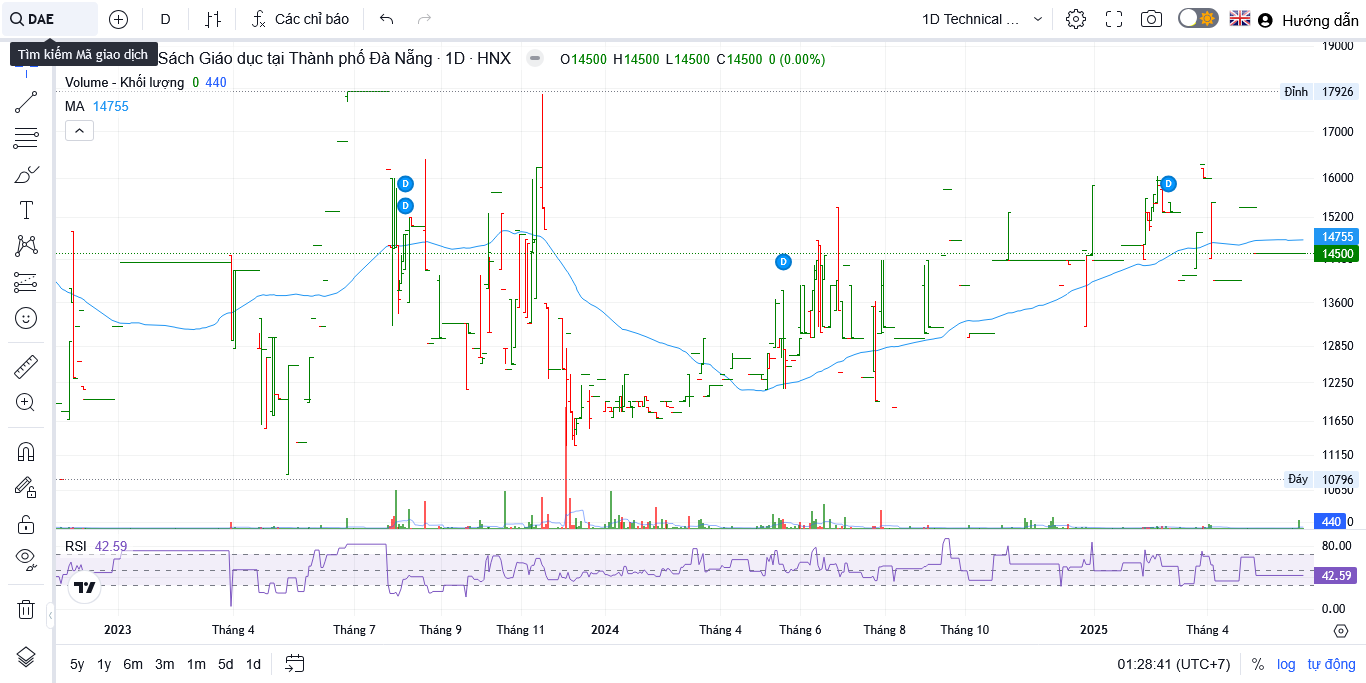 DAE
D
Các chỉ báo
1D Technical ...
Hướng dẫn
Tìm kiếm Mã giao dịch
Sách Giáo dục tại Thành phố Đà Nẵng · 1D · HNX
O14500 H14500 L14500 C14500 0 (0.00%)
Volume - Khối lượng 0 440
MA 14755
19000
Đỉnh 17926
17000
16000
15200
14755
14500
13600
12850
12250
11650
11150
Đáy 10796
10650
440 0
D
D
D
D
RSI 42.59
80.00
42.59
0.00
2023 Tháng 4 Tháng 7 Tháng 9 Tháng 11 2024 Tháng 4 Tháng 6 Tháng 8 Tháng 10 2025 Tháng 4
5y 1y 6m 3m 1m 5d 1d
01:28:41 (UTC+7) % log tự động